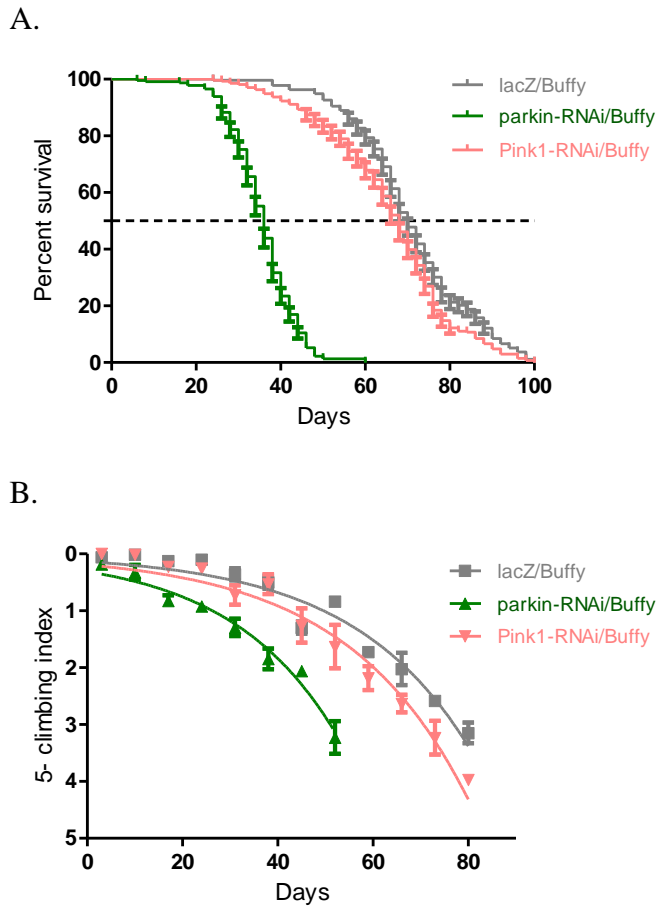 A.
100
80
60
40
20
0
Percent survival
0 20 40 60 80 100
Days
lacZ/Buffy
parkin-RNAi/Buffy
Pink1-RNAi/Buffy
B.
0
1
2
3
4
5
5- climbing index
0 20 40 60 80
Days
lacZ/Buffy
parkin-RNAi/Buffy
Pink1-RNAi/Buffy